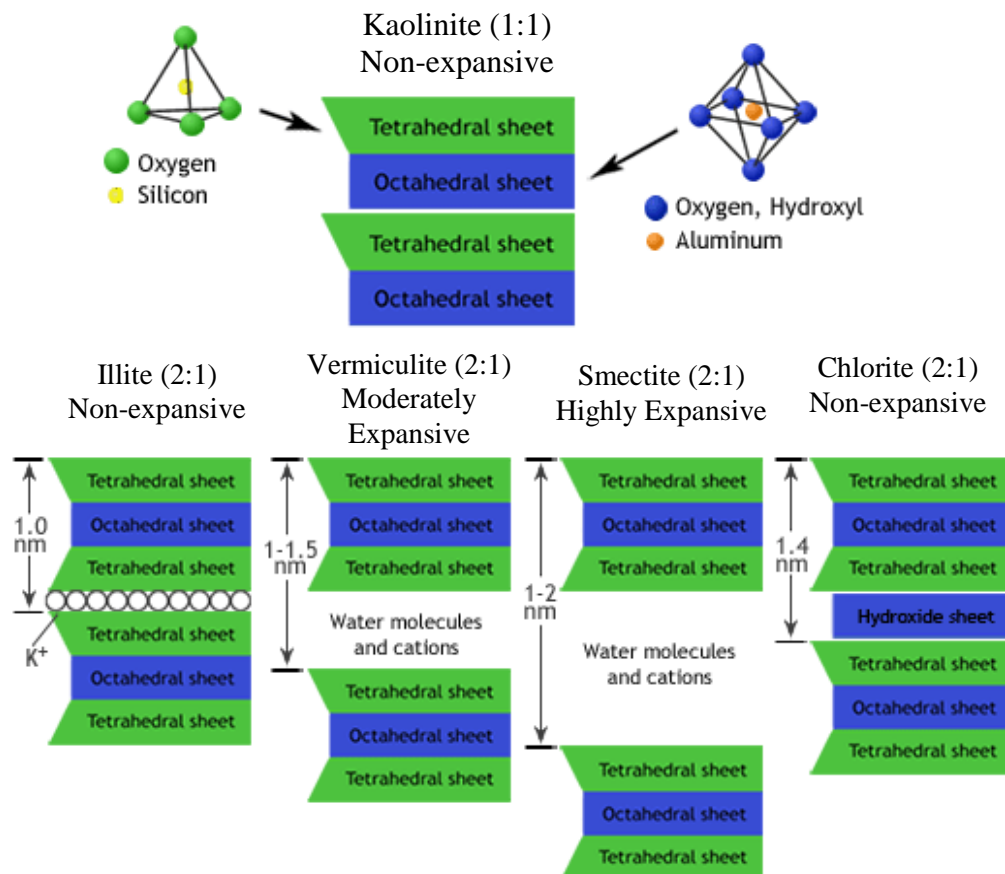 Kaolinite (1:1)
Non-expansive
Tetrahedral sheet
Octahedral sheet
Tetrahedral sheet
Octahedral sheet
Oxygen
Silicon
Oxygen, Hydroxyl
Aluminum
Illite (2:1)
Non-expansive
Tetrahedral sheet
Octahedral sheet
Tetrahedral sheet
1.0
nm
K+
Tetrahedral sheet
Octahedral sheet
Tetrahedral sheet
Vermiculite (2:1)
Moderately
Expansive
Tetrahedral sheet
Octahedral sheet
Tetrahedral sheet
1-1.5
nm
Water molecules
and cations
Tetrahedral sheet
Octahedral sheet
Tetrahedral sheet
Smectite (2:1)
Highly Expansive
Tetrahedral sheet
Octahedral sheet
Tetrahedral sheet
1-2
nm
Water molecules
and cations
Tetrahedral sheet
Octahedral sheet
Tetrahedral sheet
Chlorite (2:1)
Non-expansive
Tetrahedral sheet
Octahedral sheet
Tetrahedral sheet
1.4
nm
Hydroxide sheet
Tetrahedral sheet
Octahedral sheet
Tetrahedral sheet